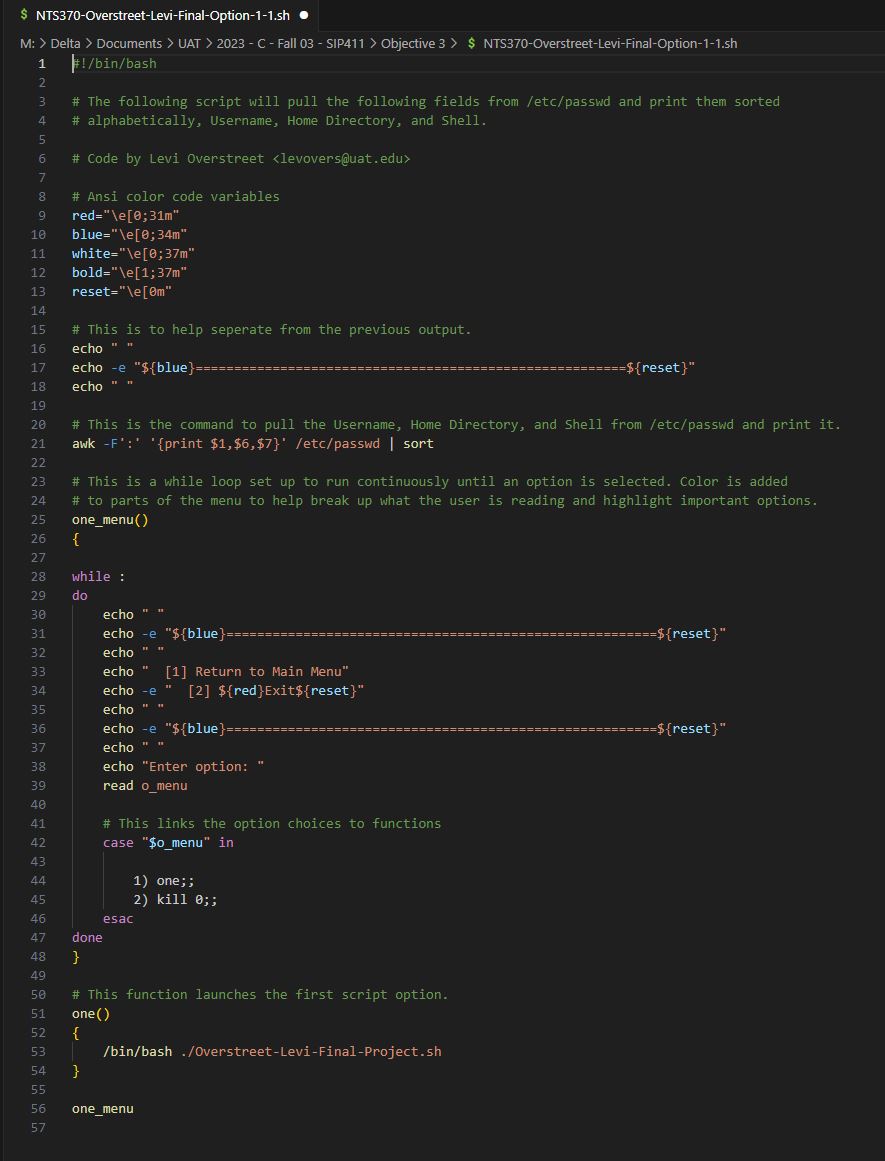 $ NTS370-Overstreet-Levi-Final-Option-1-1.sh ●
M: > Delta > Documents > UAT > 2023 - C - Fall 03 - SIP411 > Objective 3 > $ NTS370-Overstreet-Levi-Final-Option-1-1.sh
1 #!/bin/bash
2
3 # The following script will pull the following fields from /etc/passwd and print them sorted
4 # alphabetically, Username, Home Directory, and Shell.
5
6 # Code by Levi Overstreet <levovers@uat.edu>
7
8 # Ansi color code variables
9 red="\e[0;31m"
10 blue="\e[0;34m"
11 white="\e[0;37m"
12 bold="\e[1;37m"
13 reset="\e[0m"
14
15 # This is to help seperate from the previous output.
16 echo " "
17 echo -e "${blue}========================================================${reset}"
18 echo " "
19
20 # This is the command to pull the Username, Home Directory, and Shell from /etc/passwd and print it.
21 awk -F':' '{print $1,$6,$7}' /etc/passwd | sort
22
23 # This is a while loop set up to run continuously until an option is selected. Color is added
24 # to parts of the menu to help break up what the user is reading and highlight important options.
25 one_menu()
26 {
27
28 while :
29 do
30     echo " "
31     echo -e "${blue}========================================================${reset}"
32     echo " "
33     echo "  [1] Return to Main Menu"
34     echo -e "  [2] ${red}Exit${reset}"
35     echo " "
36     echo -e "${blue}========================================================${reset}"
37     echo " "
38     echo "Enter option: "
39     read o_menu
40
41     # This links the option choices to functions
42     case "$o_menu" in
43
44         1) one;;
45         2) kill 0;;
46     esac
47 done
48 }
49
50 # This function launches the first script option.
51 one()
52 {
53     /bin/bash ./Overstreet-Levi-Final-Project.sh
54 }
55
56 one_menu
57